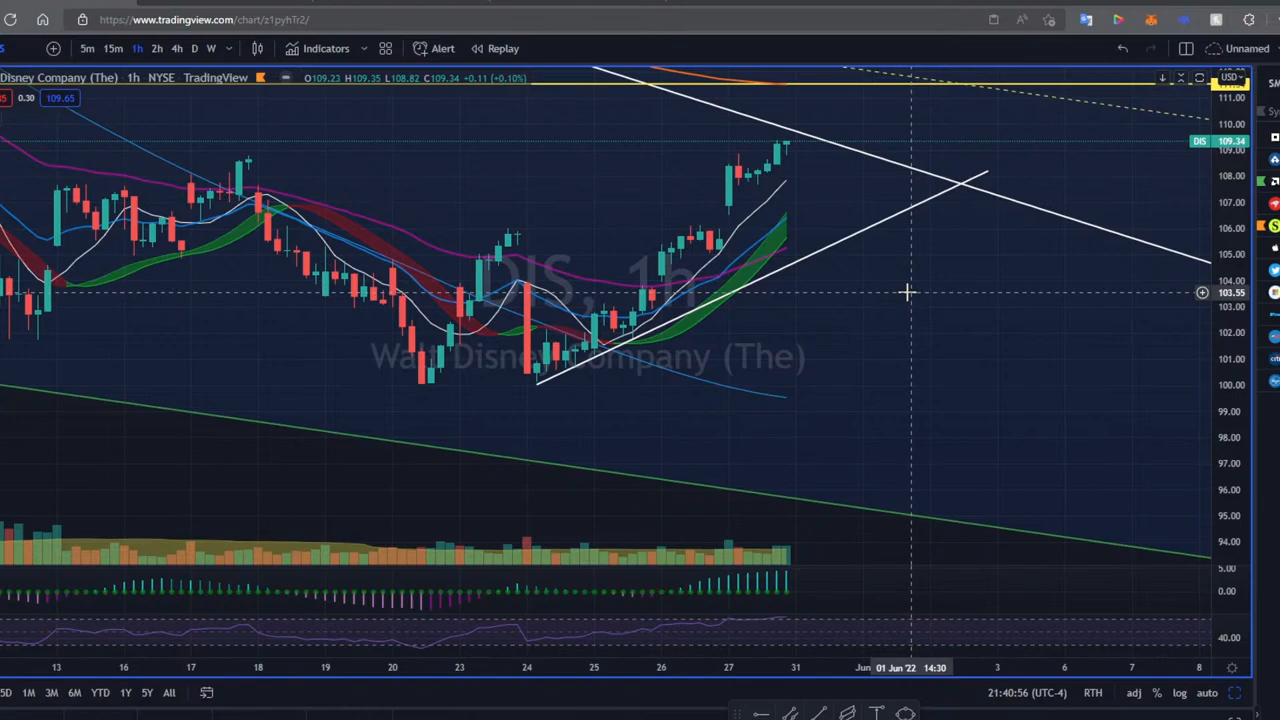 https://www.tradingview.com/chart/z1pyhTr2/
S 5m 15m 1h 2h 4h D W Indicators Alert Replay Unnamed
Disney Company (The) · 1h · NYSE TradingView O109.23 H109.35 L108.82 C109.34 +0.11 (+0.10%) USD SM
0.30 109.65
111.00
110.00
DIS 109.34
109.00
108.00
107.00
106.00
105.00
104.00
103.55
103.00
102.00
101.00
100.00
99.00
98.00
97.00
96.00
95.00
94.00
DIS, 1h
Walt Disney Company (The)
citi
5.00
0.00
40.00
13 16 17 18 19 20 23 24 25 26 27 31 Jun 01 Jun '22 14:30 3 6 7 8
5D 1M 3M 6M YTD 1Y 5Y All 21:40:56 (UTC-4) RTH adj % log auto